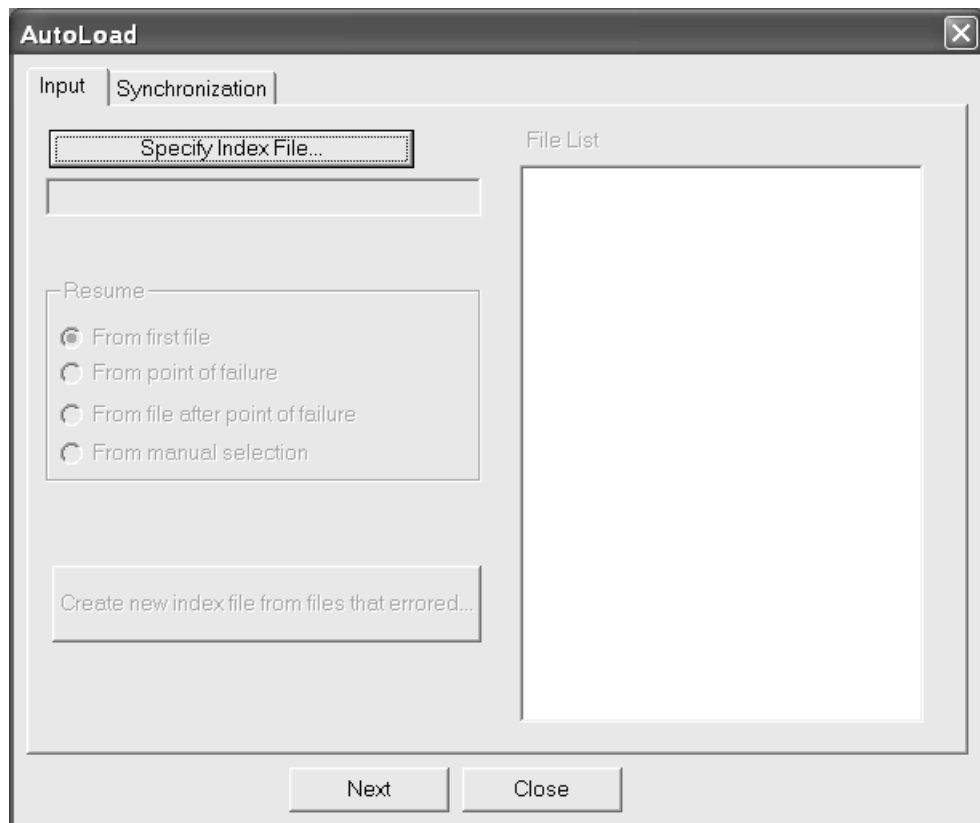 AutoLoad
Input
Synchronization
Specify Index File...
File List
Resume
From first file
From point of failure
From file after point of failure
From manual selection
Create new index file from files that errored...
Next
Close